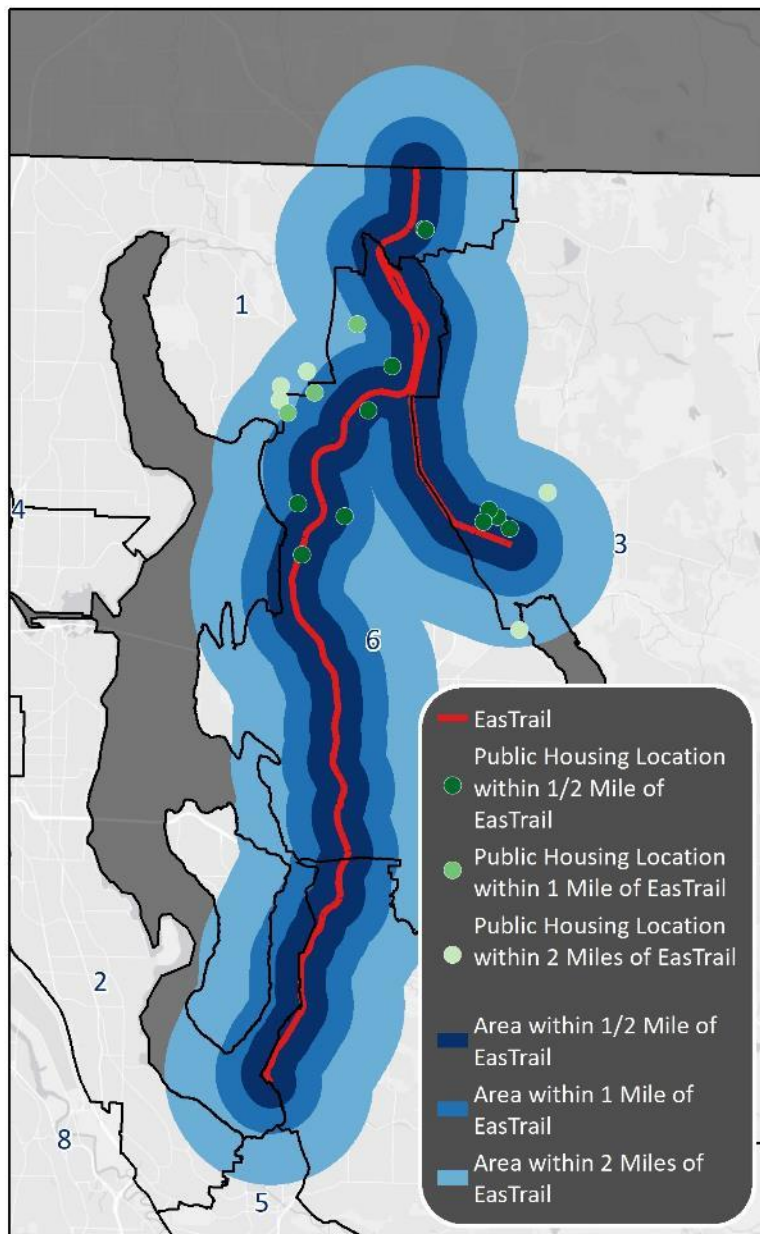 1
4
3
6
2
8
5
EasTrail
Public Housing Location
within 1/2 Mile of
EasTrail
Public Housing Location
within 1 Mile of EasTrail
Public Housing Location
within 2 Miles of EasTrail
Area within 1/2 Mile of
EasTrail
Area within 1 Mile of
EasTrail
Area within 2 Miles of
EasTrail